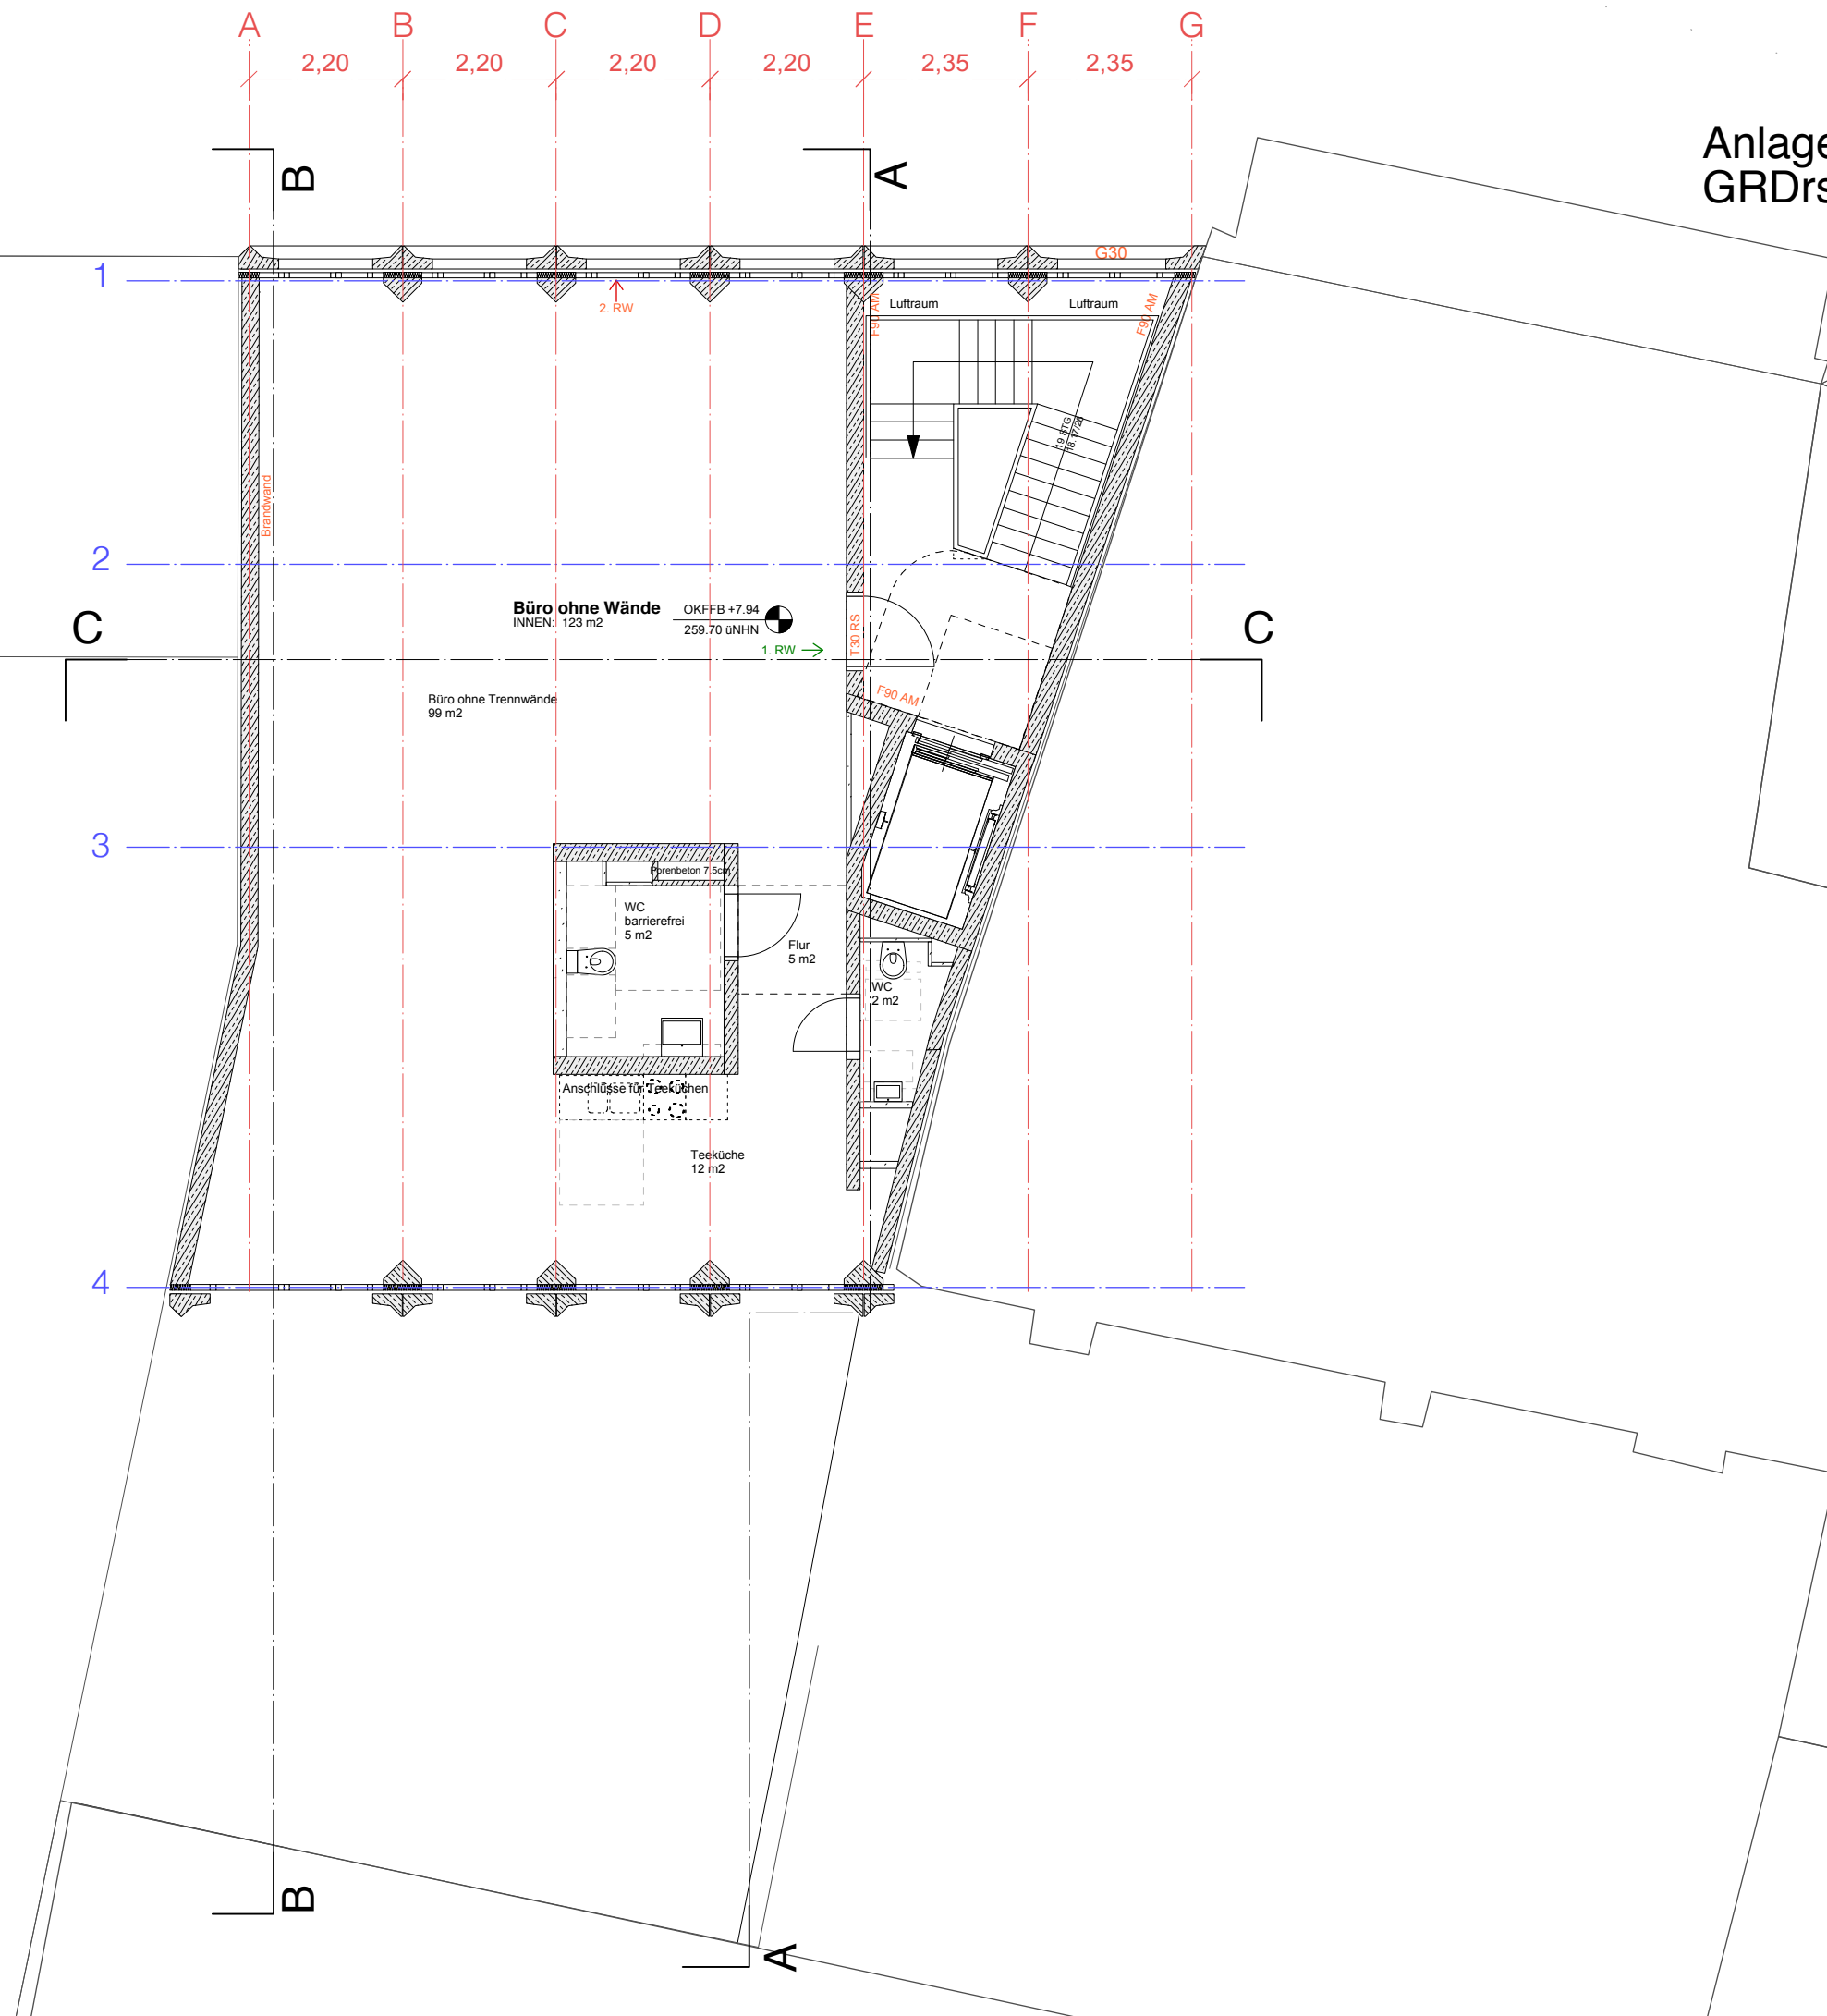 A B C D E F G
2,20 2,20 2,20 2,20 2,35 2,35
Anlage
GRDrs
B
A
G30
1
2. RW
Luftraum
Luftraum
F90 AM
F90 AM
19 STG
Brandwand
2
Büro ohne Wände
INNEN: 123 m2
OKFFB +7.94
259.70 üNHN
1. RW
T30 RS
C
C
F90 AM
Büro ohne Trennwände
99 m2
3
Porenbeton 7.5cm
WC
barrierefrei
5 m2
Flur
5 m2
WC
2 m2
Anschlüsse für Teeküchen
Teeküche
12 m2
4
B
A